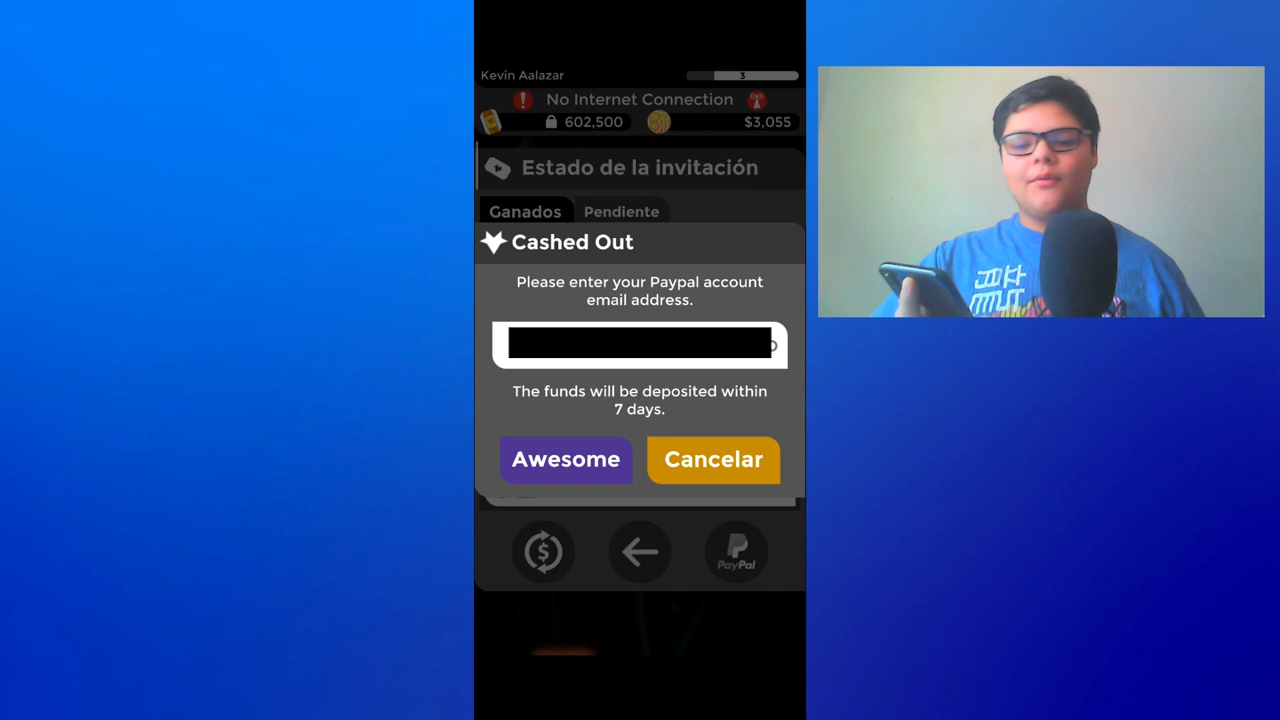 Kevin Aalazar
3
No Internet Connection
602,500
$3,055
Estado de la invitación
Ganados
Pendiente
Cashed Out
Please enter your Paypal account
email address.
The funds will be deposited within
7 days.
Awesome
Cancelar
PayPal